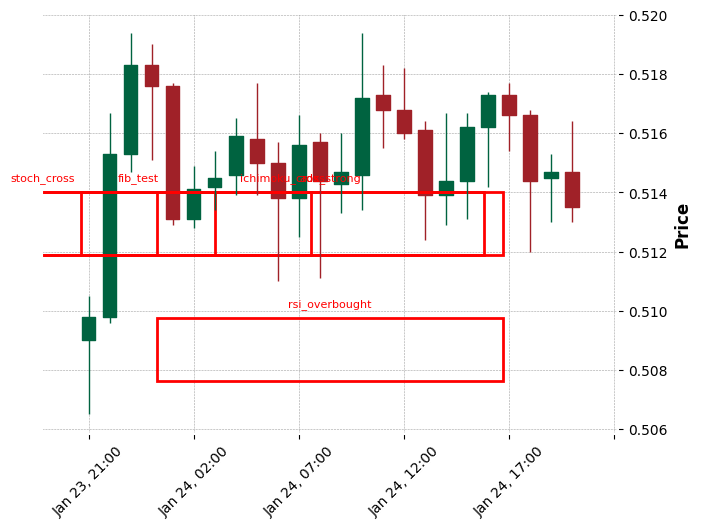 0.520
0.518
0.516
stoch_cross
fib_test
0.514
0.512
Price
rsi_overbought
0.510
0.508
0.506
Jan 23, 21:00
Jan 24, 02:00
Jan 24, 07:00
Jan 24, 12:00
Jan 24, 17:00